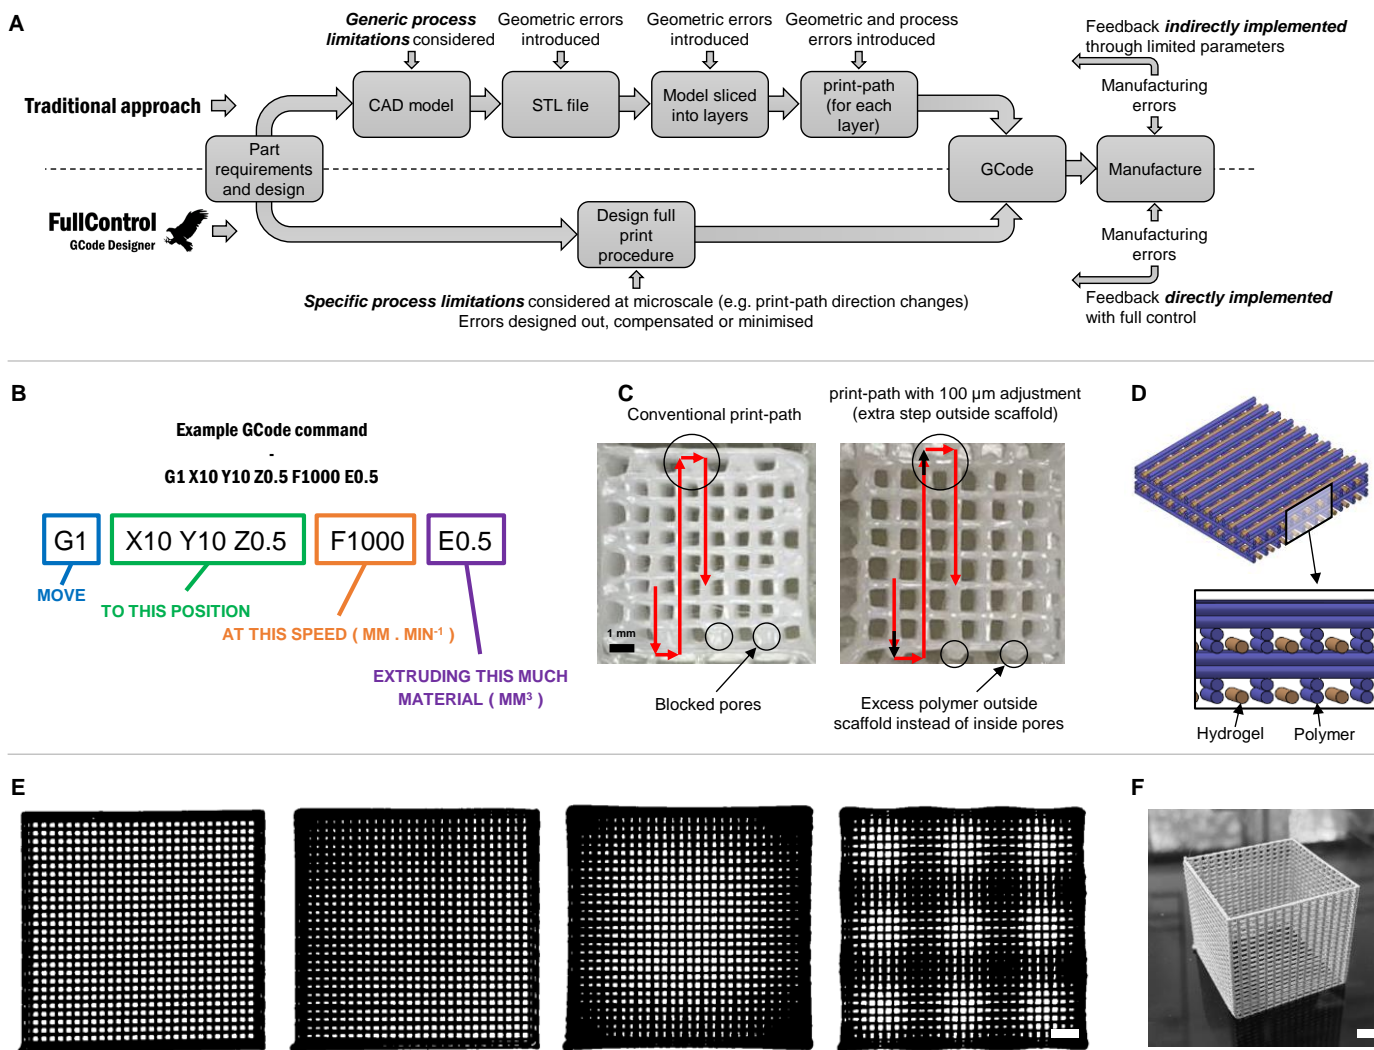 A
Generic process
limitations considered
Geometric errors
introduced
Geometric errors
introduced
Geometric and process
errors introduced
Feedback indirectly implemented
through limited parameters
Traditional approach
CAD model
STL file
Model sliced
into layers
print-path
(for each
layer)
Manufacturing
errors
Part
requirements
and design
GCode
Manufacture
FullControl
GCode Designer
Design full
print
procedure
Manufacturing
errors
Specific process limitations considered at microscale (e.g. print-path direction changes)
Errors designed out, compensated or minimised
Feedback directly implemented
with full control
B
Example GCode command
-
G1 X10 Y10 Z0.5 F1000 E0.5
G1
X10 Y10 Z0.5
F1000
E0.5
MOVE
TO THIS POSITION
AT THIS SPEED ( MM . MIN⁻¹ )
EXTRUDING THIS MUCH
MATERIAL ( MM³ )
C
Conventional print-path
print-path with 100 µm adjustment
(extra step outside scaffold)
1 mm
Blocked pores
Excess polymer outside
scaffold instead of inside pores
D
Hydrogel
Polymer
E
F